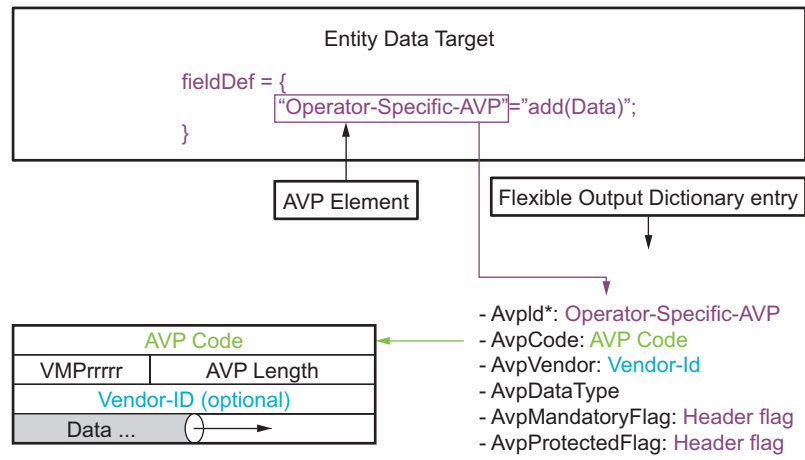 Entity Data Target
fieldDef = {
“Operator-Specific-AVP”=”add(Data)”;
}
AVP Element
Flexible Output Dictionary entry
- AvpId*: Operator-Specific-AVP
- AvpCode: AVP Code
- AvpVendor: Vendor-Id
- AvpDataType
- AvpMandatoryFlag: Header flag
- AvpProtectedFlag: Header flag
AVP Code
VMPrrrrr AVP Length
Vendor-ID (optional)
Data ...